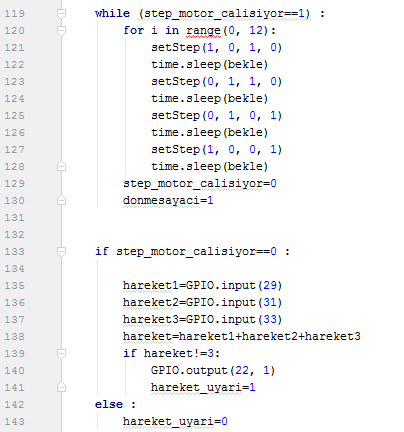 119 while (step_motor_calisiyor==1) :
120 for i in range(0, 12):
121 setStep(1, 0, 1, 0)
122 time.sleep(bekle)
123 setStep(0, 1, 1, 0)
124 time.sleep(bekle)
125 setStep(0, 1, 0, 1)
126 time.sleep(bekle)
127 setStep(1, 0, 0, 1)
128 time.sleep(bekle)
129 step_motor_calisiyor=0
130 donmesayaci=1
131
132
133 if step_motor_calisiyor==0 :
134
135 hareket1=GPIO.input(29)
136 hareket2=GPIO.input(31)
137 hareket3=GPIO.input(33)
138 hareket=hareket1+hareket2+hareket3
139 if hareket!=3:
140 GPIO.output(22, 1)
141 hareket_uyari=1
142 else :
143 hareket_uyari=0